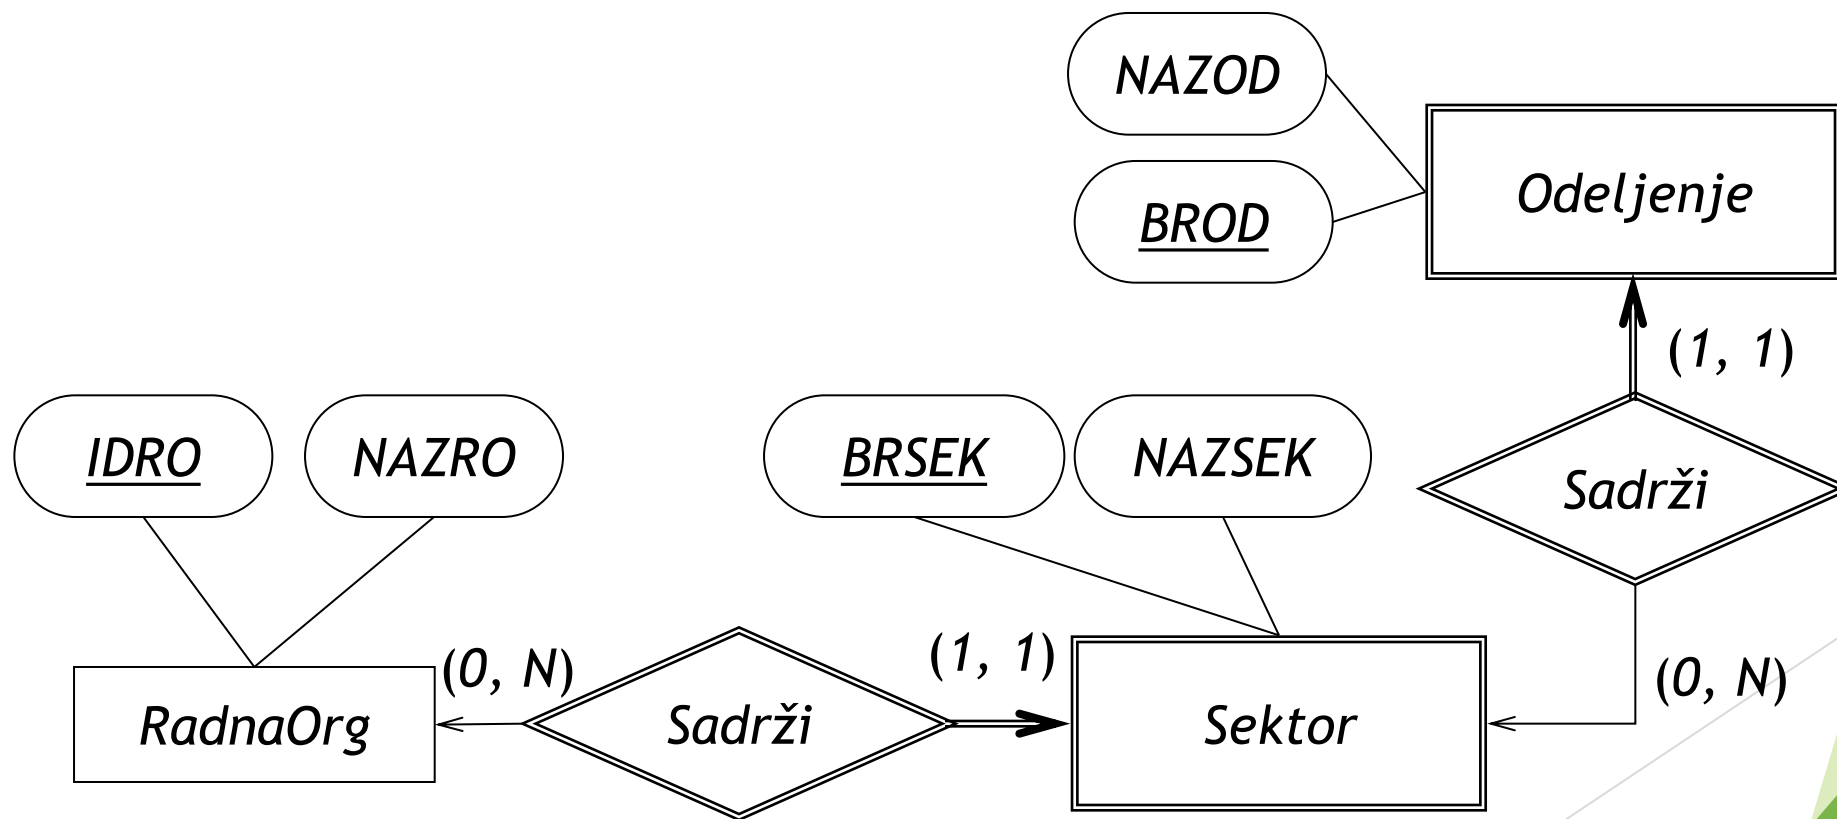 NAZOD
Odeljenje
BROD
(1, 1)
IDRO
NAZRO
BRSEK
NAZSEK
Sadrži
(0, N)
(1, 1)
(0, N)
RadnaOrg
Sadrži
Sektor